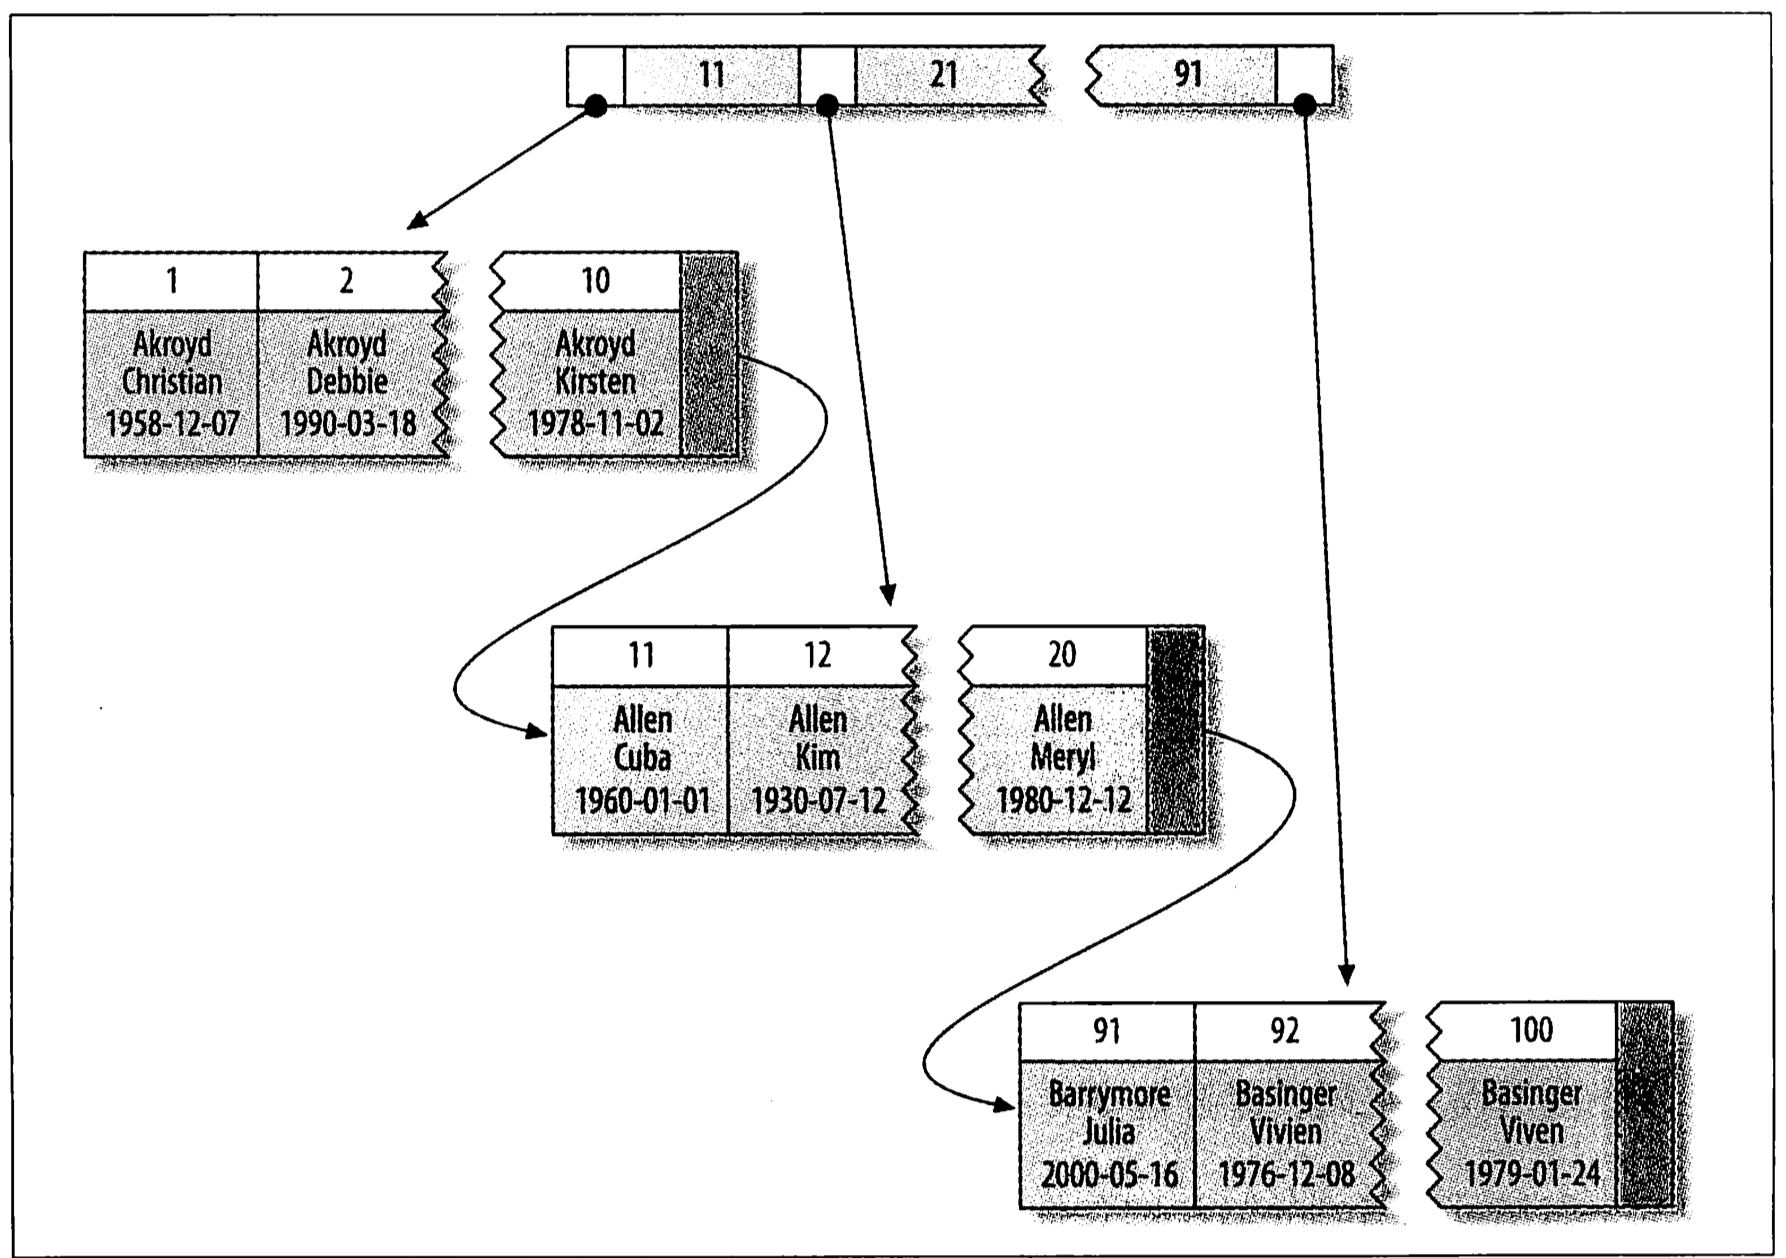 11 21 91
1 2 10
Akroyd Akroyd Akroyd
Christian Debbie Kirsten
1958-12-07 1990-03-18 1978-11-02
11 12 20
Allen Allen Allen
Cuba Kim Meryl
1960-01-01 1930-07-12 1980-12-12
91 92 100
Barrymore Basinger Basinger
Julia Vivien Viven
2000-05-16 1976-12-08 1979-01-24